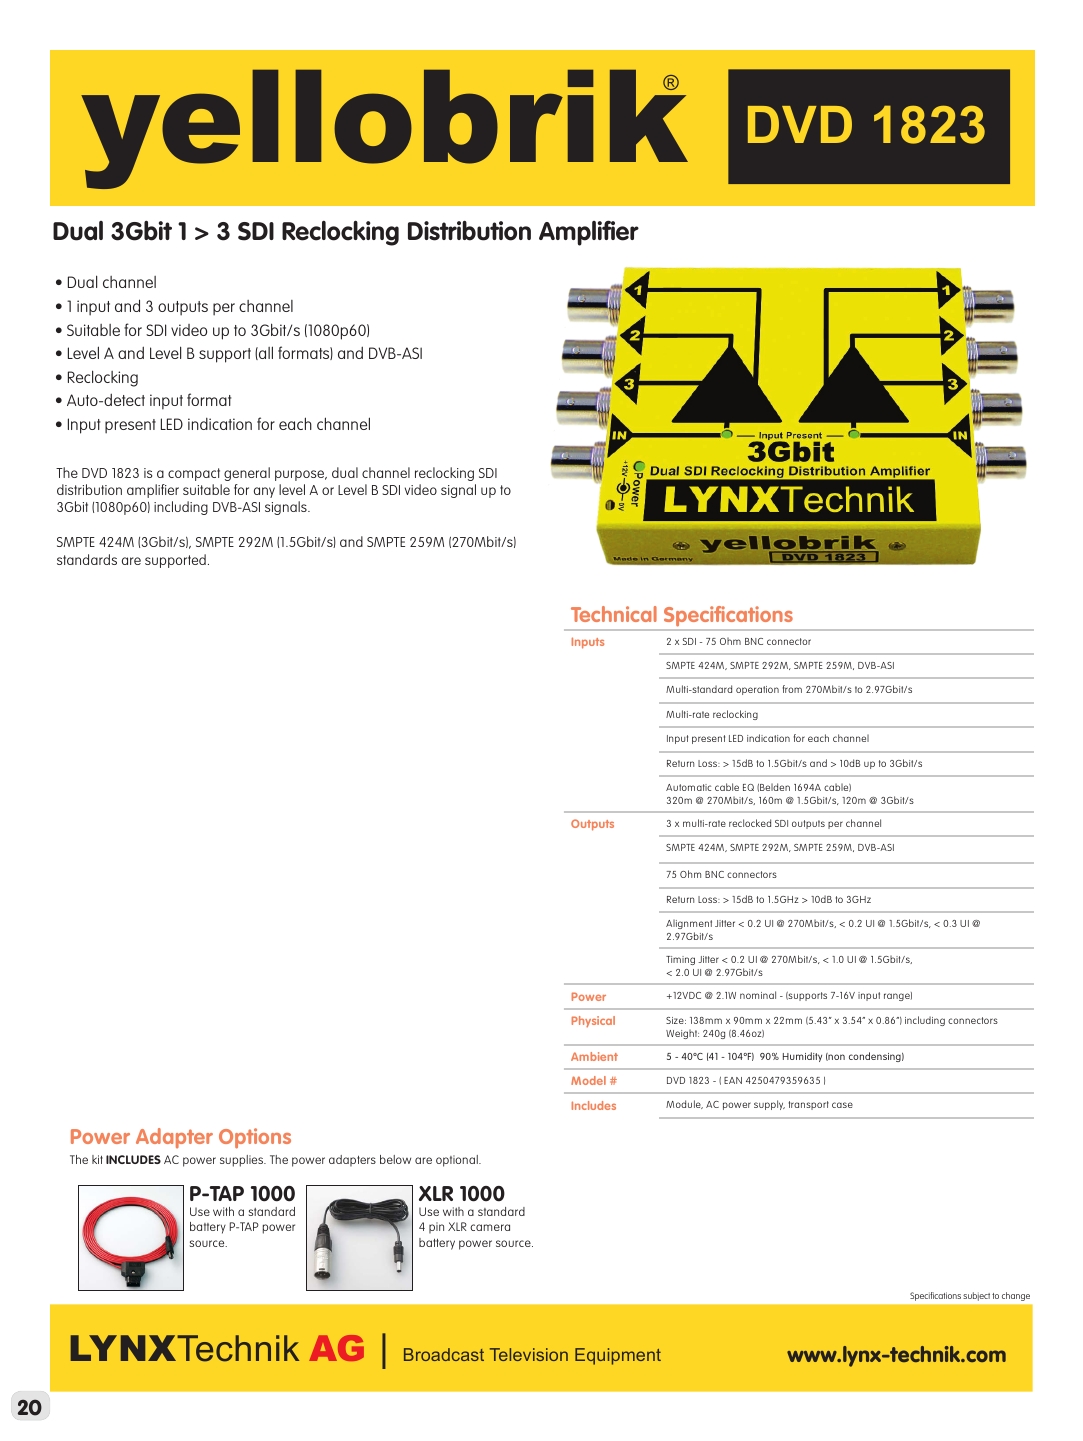 yellobrik®
DVD 1823
Dual 3Gbit 1 > 3 SDI Reclocking Distribution Amplifier
• Dual channel
• 1 input and 3 outputs per channel
• Suitable for SDI video up to 3Gbit/s (1080p60)
• Level A and Level B support (all formats) and DVB-ASI
• Reclocking
• Auto-detect input format
• Input present LED indication for each channel
The DVD 1823 is a compact general purpose, dual channel reclocking SDI
distribution amplifier suitable for any level A or Level B SDI video signal up to
3Gbit (1080p60) including DVB-ASI signals.
SMPTE 424M (3Gbit/s), SMPTE 292M (1.5Gbit/s) and SMPTE 259M (270Mbit/s)
standards are supported.
1 1
2 2
3 3
IN IN
Input Present
3Gbit
Dual SDI Reclocking Distribution Amplifier
+12V 0V Power
LYNXTechnik
yellobrik
Made in Germany
DVD 1823
Technical Specifications
Inputs 2 x SDI - 75 Ohm BNC connector
SMPTE 424M, SMPTE 292M, SMPTE 259M, DVB-ASI
Multi-standard operation from 270Mbit/s to 2.97Gbit/s
Multi-rate reclocking
Input present LED indication for each channel
Return Loss: > 15dB to 1.5Gbit/s and > 10dB up to 3Gbit/s
Automatic cable EQ (Belden 1694A cable)
320m @ 270Mbit/s, 160m @ 1.5Gbit/s, 120m @ 3Gbit/s
Outputs 3 x multi-rate reclocked SDI outputs per channel
SMPTE 424M, SMPTE 292M, SMPTE 259M, DVB-ASI
75 Ohm BNC connectors
Return Loss: > 15dB to 1.5GHz > 10dB to 3GHz
Alignment Jitter < 0.2 UI @ 270Mbit/s, < 0.2 UI @ 1.5Gbit/s, < 0.3 UI @
2.97Gbit/s
Timing Jitter < 0.2 UI @ 270Mbit/s, < 1.0 UI @ 1.5Gbit/s,
< 2.0 UI @ 2.97Gbit/s
Power +12VDC @ 2.1W nominal - (supports 7-16V input range)
Physical Size: 138mm x 90mm x 22mm (5.43” x 3.54” x 0.86”) including connectors
Weight: 240g (8.46oz)
Ambient 5 - 40ºC (41 - 104ºF) 90% Humidity (non condensing)
Model # DVD 1823 - ( EAN 4250479359635 )
Includes Module, AC power supply, transport case
Power Adapter Options
The kit INCLUDES AC power supplies. The power adapters below are optional.
P-TAP 1000
Use with a standard
battery P-TAP power
source.
XLR 1000
Use with a standard
4 pin XLR camera
battery power source.
Specifications subject to change
LYNXTechnik AG | Broadcast Television Equipment
www.lynx-technik.com
20